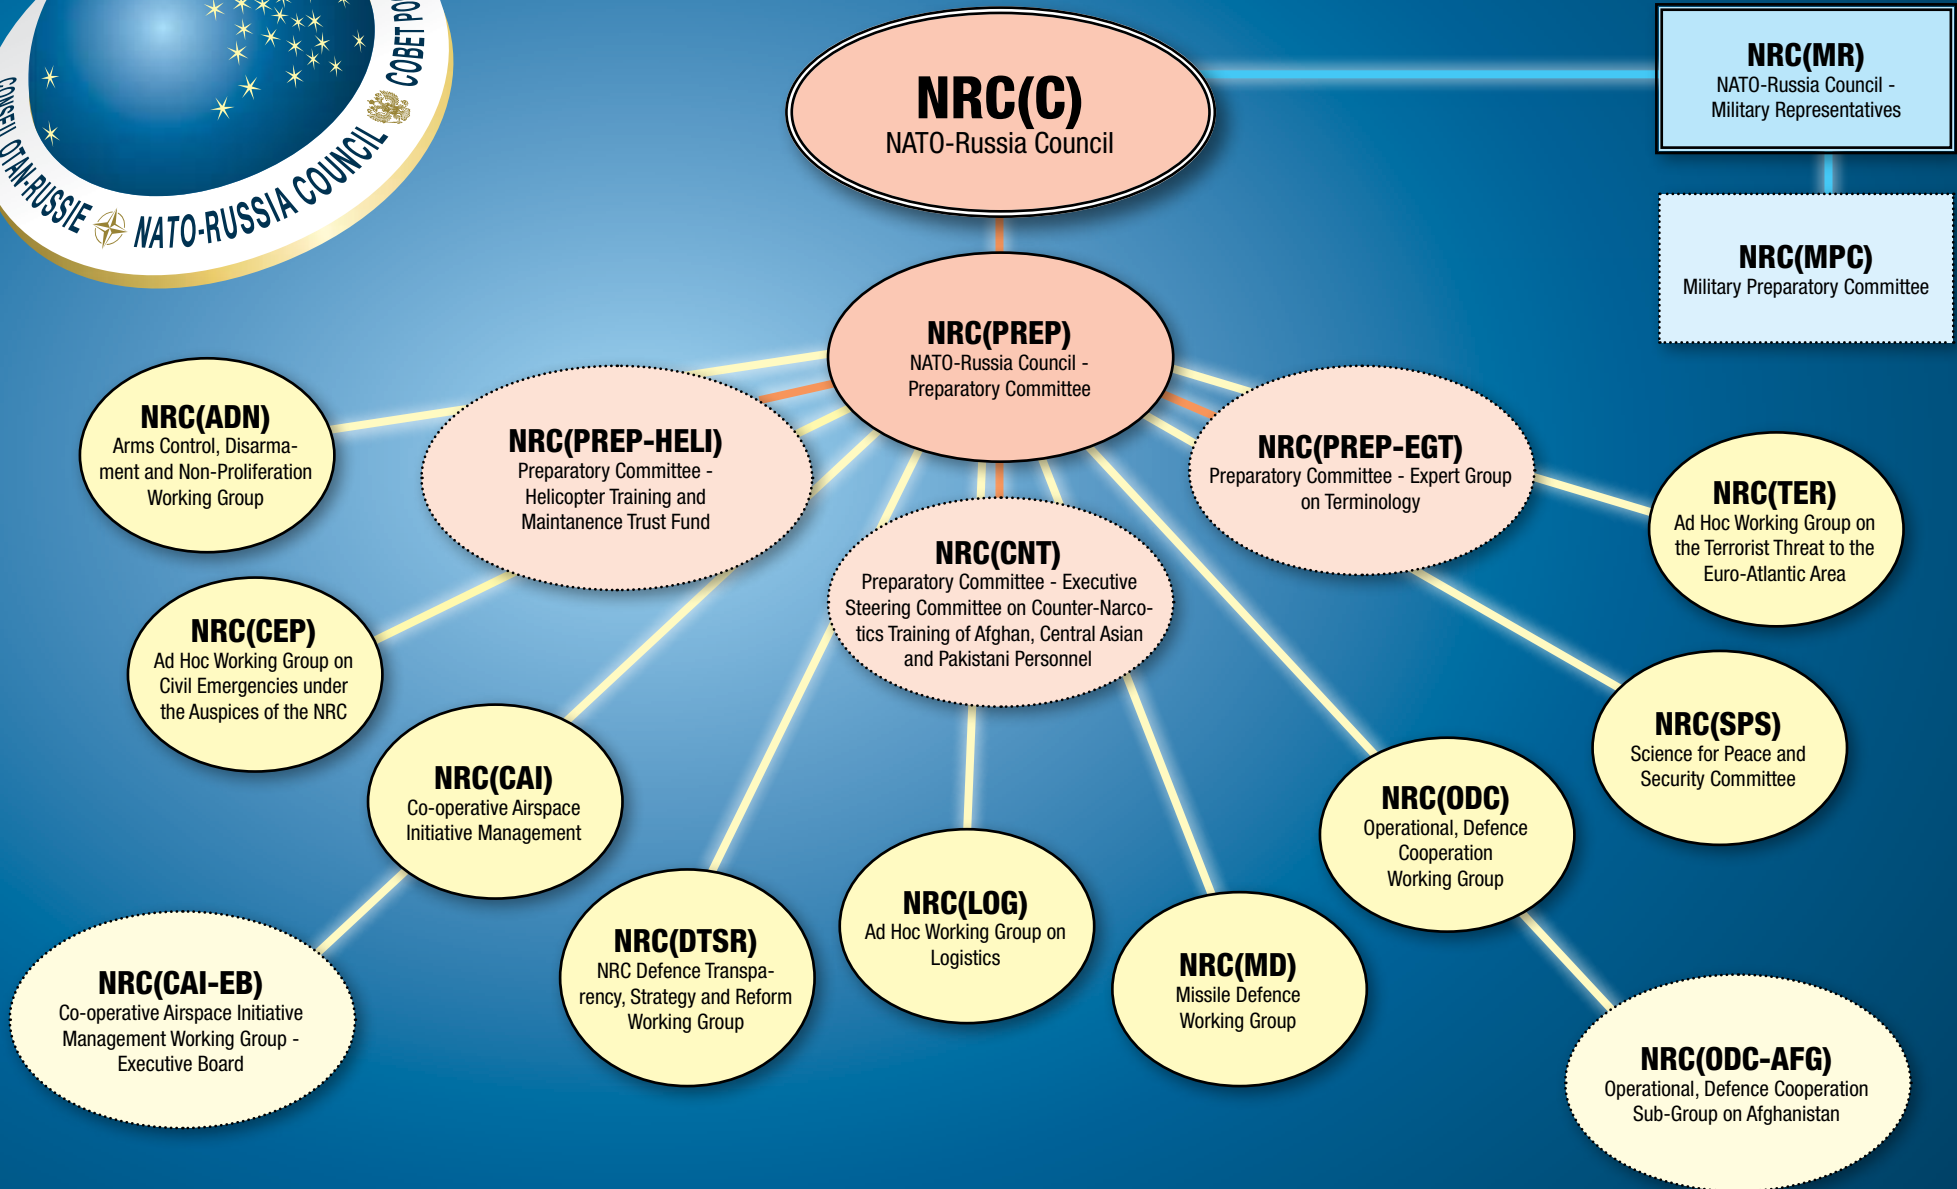 CONSEIL OTAN-RUSSIE
NATO-RUSSIA COUNCIL
NRC(C)
NATO-Russia Council
NRC(MR)
NATO-Russia Council -
Military Representatives
NRC(MPC)
Military Preparatory Committee
NRC(PREP)
NATO-Russia Council -
Preparatory Committee
NRC(ADN)
Arms Control, Disarma-
ment and Non-Proliferation
Working Group
NRC(PREP-HELI)
Preparatory Committee -
Helicopter Training and
Maintanence Trust Fund
NRC(PREP-EGT)
Preparatory Committee - Expert Group
on Terminology
NRC(TER)
Ad Hoc Working Group on
the Terrorist Threat to the
Euro-Atlantic Area
NRC(CNT)
Preparatory Committee - Executive
Steering Committee on Counter-Narco-
tics Training of Afghan, Central Asian
and Pakistani Personnel
NRC(CEP)
Ad Hoc Working Group on
Civil Emergencies under
the Auspices of the NRC
NRC(SPS)
Science for Peace and
Security Committee
NRC(CAI)
Co-operative Airspace
Initiative Management
NRC(ODC)
Operational, Defence
Cooperation
Working Group
NRC(CAI-EB)
Co-operative Airspace Initiative
Management Working Group -
Executive Board
NRC(DTSR)
NRC Defence Transpa-
rency, Strategy and Reform
Working Group
NRC(LOG)
Ad Hoc Working Group on
Logistics
NRC(MD)
Missile Defence
Working Group
NRC(ODC-AFG)
Operational, Defence Cooperation
Sub-Group on Afghanistan